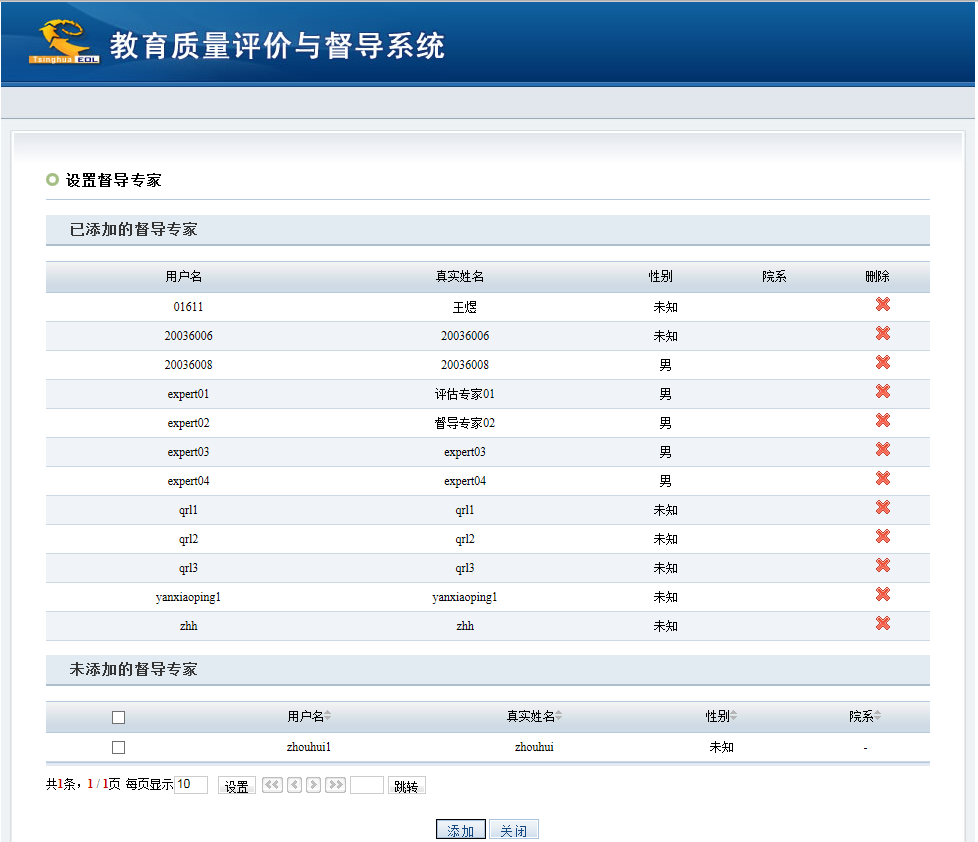 Tsinghua EOL 教育质量评价与督导系统
设置督导专家
已添加的督导专家
用户名 真实姓名 性别 院系 删除
01611 王煜 未知
20036006 20036006 未知
20036008 20036008 男
expert01 评估专家01 男
expert02 督导专家02 男
expert03 expert03 男
expert04 expert04 男
qrl1 qrl1 未知
qrl2 qrl2 未知
qrl3 qrl3 未知
yanxiaoping1 yanxiaoping1 未知
zhh zhh 未知
未添加的督导专家
用户名 真实姓名 性别 院系
zhouhui1 zhouhui 未知 -
共1条，1 / 1页 每页显示 10 设置 跳转
添加 关闭